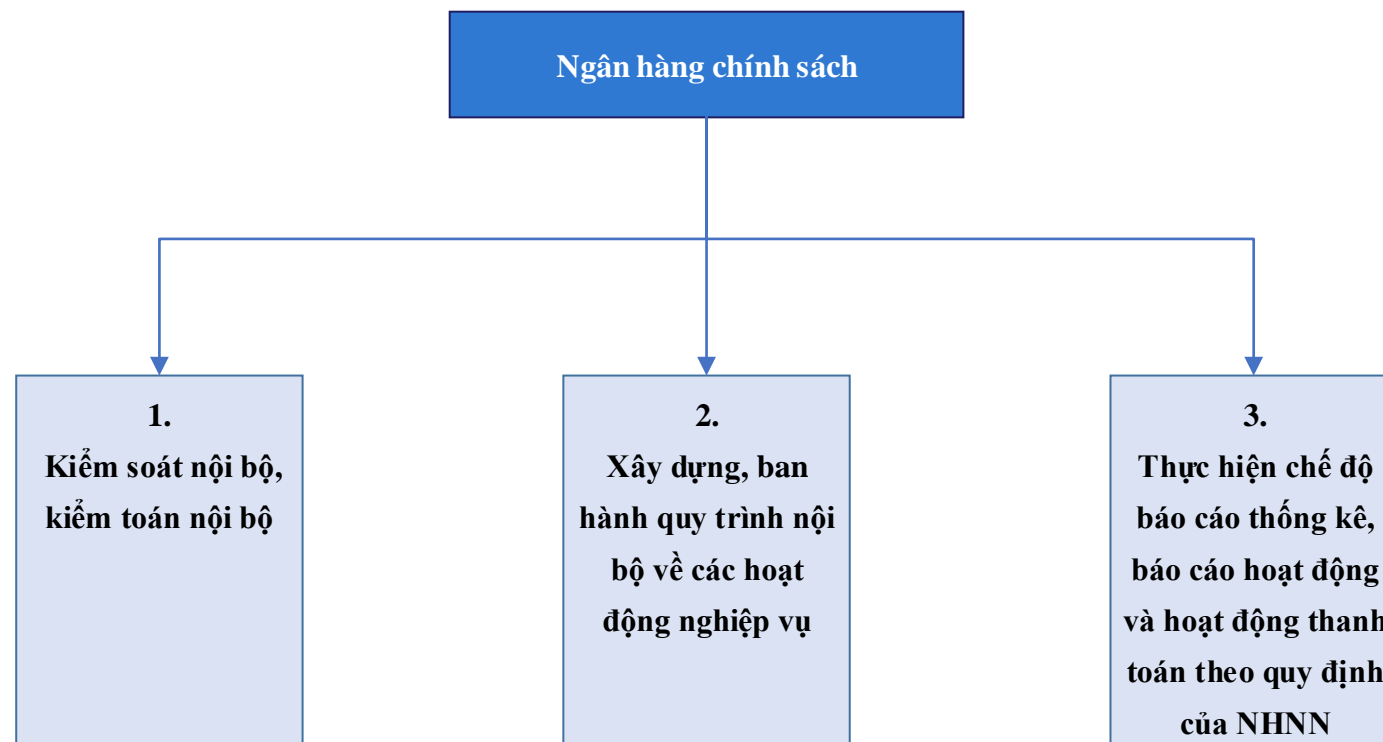 Ngân hàng chính sách
1.
Kiểm soát nội bộ,
kiểm toán nội bộ
2.
Xây dựng, ban
hành quy trình nội
bộ về các hoạt
động nghiệp vụ
3.
Thực hiện chế độ
báo cáo thống kê,
báo cáo hoạt động
và hoạt động thanh
toán theo quy định
của NHNN